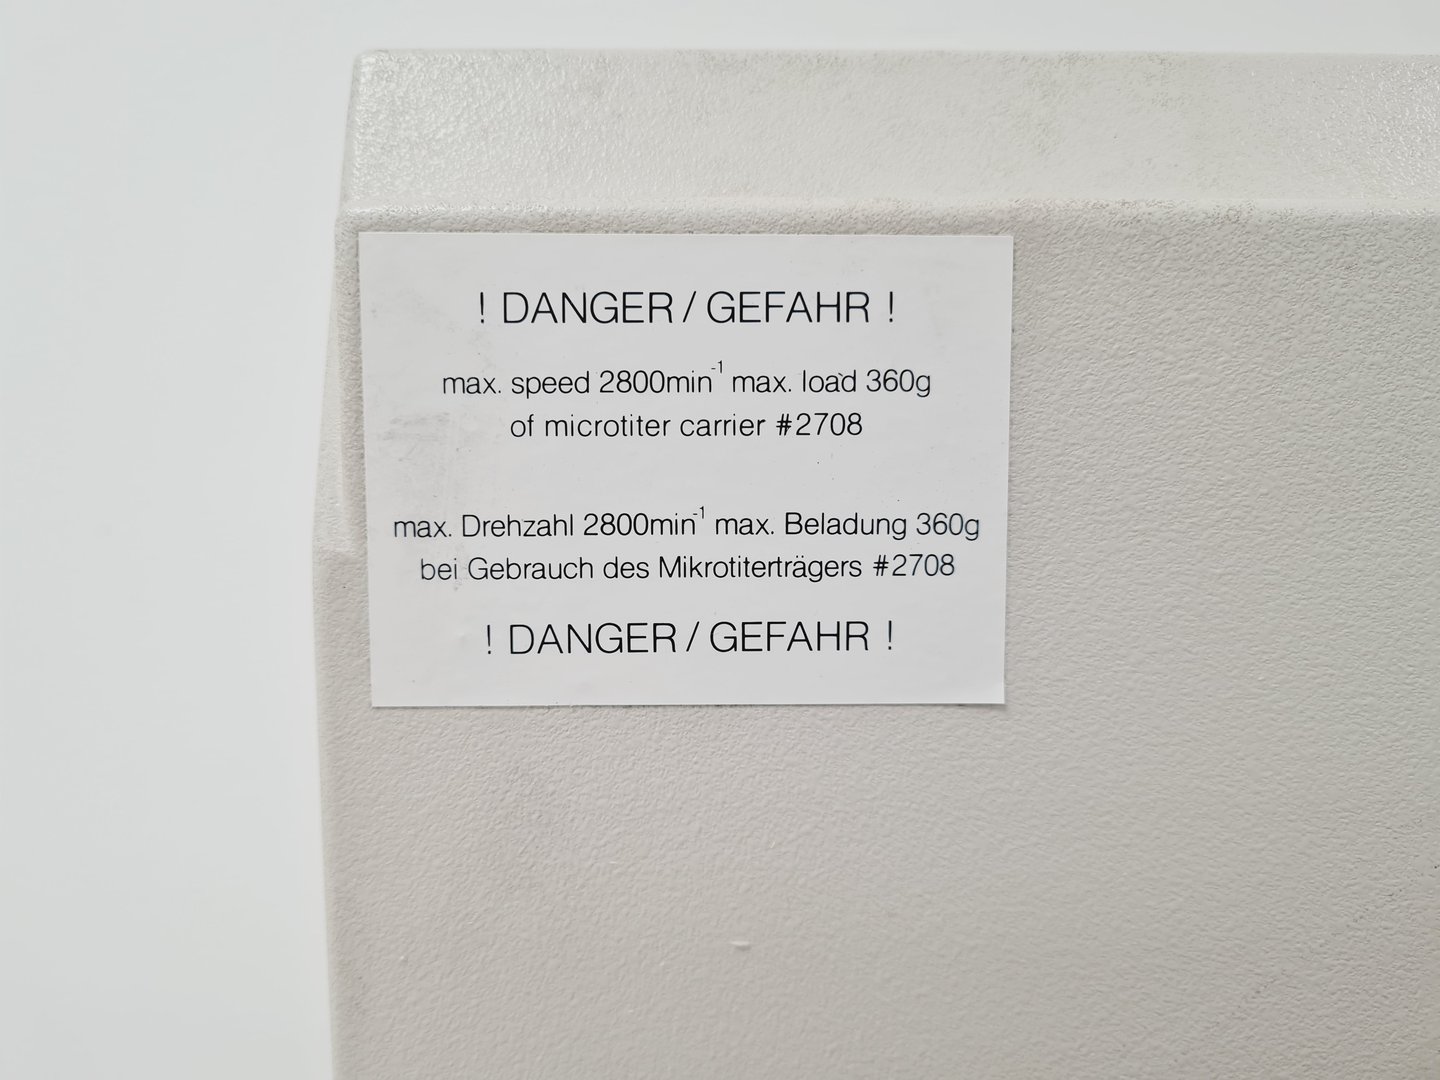 ! DANGER / GEFAHR !
max. speed 2800min⁻¹ max. load 360g
of microtiter carrier #2708
max. Drehzahl 2800min⁻¹ max. Beladung 360g
bei Gebrauch des Mikrotiterträgers #2708
! DANGER / GEFAHR !